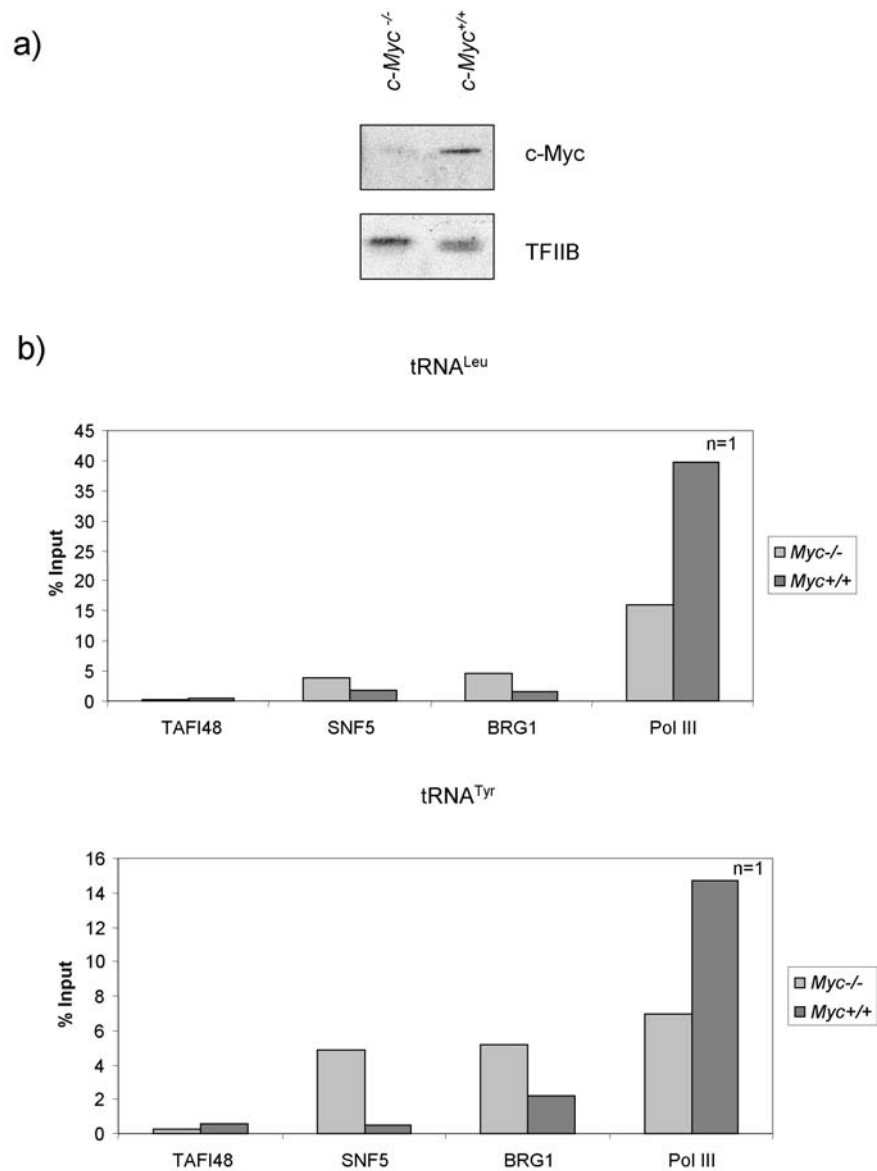 a)
c-Myc -/-
c-Myc+/+
c-Myc
TFIIB
b)
tRNALeu
45
40
35
30
25
20
15
10
5
0
% Input
n=1
TAFI48 SNF5 BRG1 Pol III
Myc-/-
Myc+/+
tRNATyr
16
14
12
10
8
6
4
2
0
% Input
n=1
TAFI48 SNF5 BRG1 Pol III
Myc-/-
Myc+/+